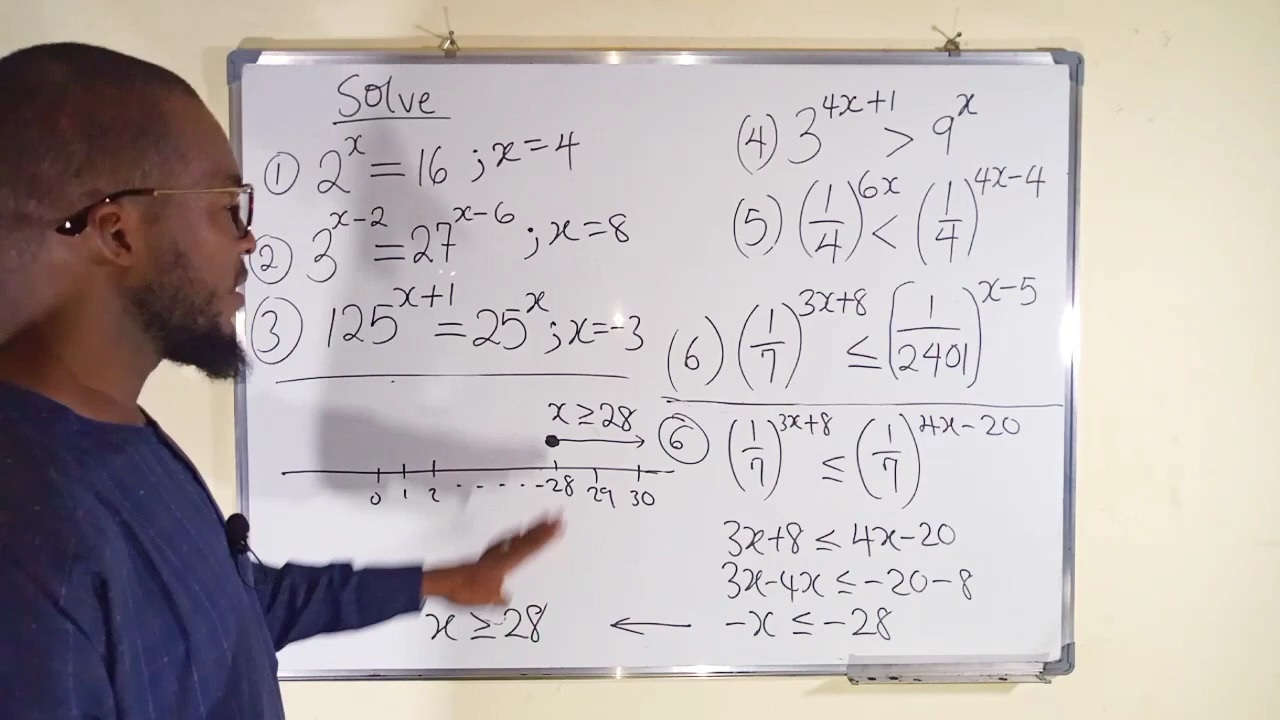 Solve
① 2^x = 16 ; x = 4
② 3^(x-2) = 27^(x-6) ; x = 8
③ 125^(x+1) = 25^x ; x = -3
x ≥ 28
0 1 2 - - - - - - 28 29 30
x ≥ 28 ←
(4) 3^(4x+1) > 9^x
(5) (1/4)^(6x) < (1/4)^(4x-4)
(6) (1/7)^(3x+8) ≤ (1/2401)^(x-5)
⑥ (1/7)^(3x+8) ≤ (1/7)^(4x-20)
3x+8 ≤ 4x-20
3x-4x ≤ -20-8
-x ≤ -28